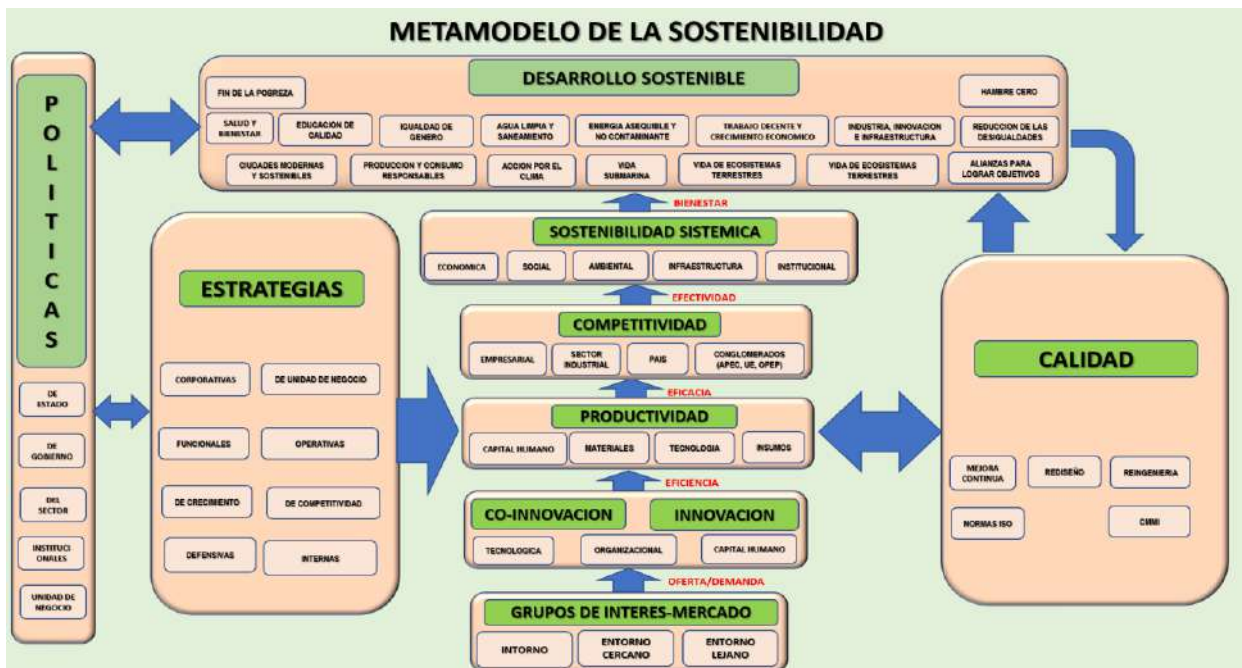 METAMODELO DE LA SOSTENIBILIDAD
POLITICAS
DE
ESTADO
DE
GOBIERNO
DEL
SECTOR
INSTITUCI
ONALES
UNIDAD DE
NEGOCIO
DESARROLLO SOSTENIBLE
FIN DE LA POBREZA
HAMBRE CERO
SALUD Y
BIENESTAR
EDUCACION DE
CALIDAD
IGUALDAD DE
GENERO
AGUA LIMPIA Y
SANEAMIENTO
ENERGIA ASEQUIBLE Y
NO CONTAMINANTE
TRABAJO DECENTE Y
CRECIMIENTO ECONOMICO
INDUSTRIA, INNOVACION
E INFRAESTRUCTURA
REDUCCION DE LAS
DESIGUALDADES
CIUDADES MODERNAS
Y SOSTENIBLES
PRODUCCION Y CONSUMO
RESPONSABLES
ACCION POR EL
CLIMA
VIDA
SUBMARINA
VIDA DE ECOSISTEMAS
TERRESTRES
VIDA DE ECOSISTEMAS
TERRESTRES
ALIANZAS PARA
LOGRAR OBJETIVOS
BIENESTAR
ESTRATEGIAS
CORPORATIVAS
DE UNIDAD DE NEGOCIO
FUNCIONALES
OPERATIVAS
DE CRECIMIENTO
DE COMPETITIVIDAD
DEFENSIVAS
INTERNAS
SOSTENIBILIDAD SISTEMICA
ECONOMICA
SOCIAL
AMBIENTAL
INFRAESTRUCTURA
INSTITUCIONAL
EFECTIVIDAD
COMPETITIVIDAD
EMPRESARIAL
SECTOR
INDUSTRIAL
PAIS
CONGLOMERADOS
(APEC, UE, OPEP)
EFICACIA
PRODUCTIVIDAD
CAPITAL HUMANO
MATERIALES
TECNOLOGIA
INSUMOS
EFICIENCIA
CO-INNOVACION
INNOVACION
TECNOLOGICA
ORGANIZACIONAL
CAPITAL HUMANO
OFERTA/DEMANDA
GRUPOS DE INTERES-MERCADO
INTORNO
ENTORNO
CERCANO
ENTORNO
LEJANO
CALIDAD
MEJORA
CONTINUA
REDISEÑO
REINGENIERIA
NORMAS ISO
CMMI